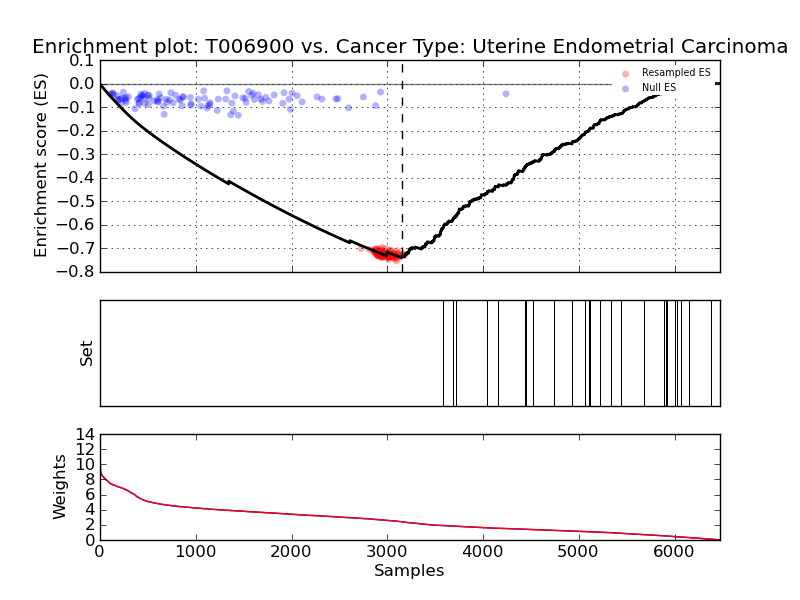 Enrichment plot: T006900 vs. Cancer Type: Uterine Endometrial Carcinoma
0.1
0.0
−0.1
−0.2
−0.3
−0.4
−0.5
−0.6
−0.7
−0.8
Enrichment score (ES)
Resampled ES
Null ES
Set
14
12
10
8
6
4
2
0
Weights
0 1000 2000 3000 4000 5000 6000
Samples